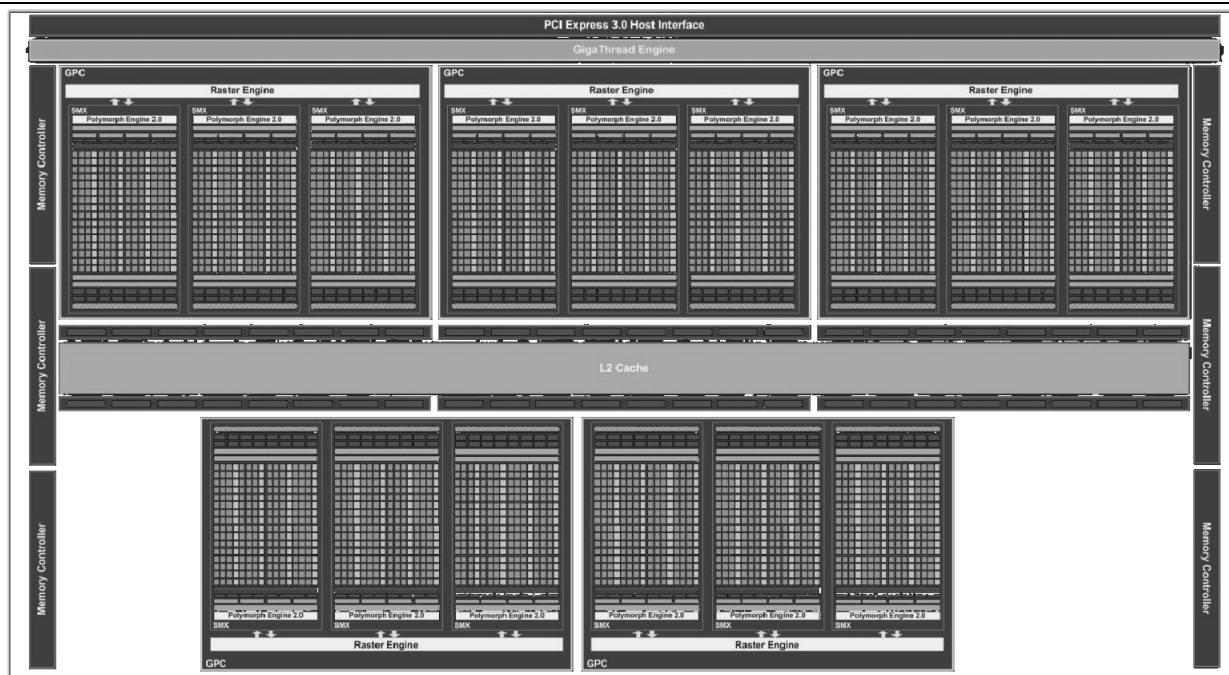 PCI Express 3.0 Host Interface
GigaThread Engine
Memory Controller
Memory Controller
Memory Controller
GPC
Raster Engine
SMX
Polymorph Engine 2.0
SMX
Polymorph Engine 2.0
SMX
Polymorph Engine 2.0
GPC
Raster Engine
SMX
Polymorph Engine 2.0
SMX
Polymorph Engine 2.0
SMX
Polymorph Engine 2.0
GPC
Raster Engine
SMX
Polymorph Engine 2.0
SMX
Polymorph Engine 2.0
SMX
Polymorph Engine 2.0
Memory Controller
Memory Controller
Memory Controller
L2 Cache
Polymorph Engine 2.0
SMX
Polymorph Engine 2.0
SMX
Polymorph Engine 2.0
SMX
Raster Engine
GPC
Polymorph Engine 2.0
SMX
Polymorph Engine 2.0
SMX
Polymorph Engine 2.0
SMX
Raster Engine
GPC